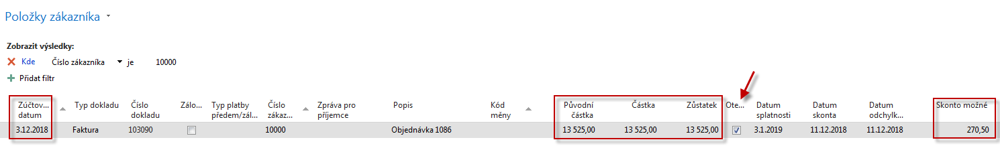 Položky zákazníka
Zobrazit výsledky:
Kde Číslo zákazníka je 10000
Přidat filtr
Zúčtov... datum Typ dokladu Číslo dokladu Zálo... Typ platby předem/zál... Číslo zákaz... Zpráva pro příjemce Popis Kód měny Původní částka Částka Zůstatek Ote... Datum splatnosti Datum skonta Datum odchylk... Skonto možné
3.12.2018 Faktura 103090 10000 Objednávka 1086 13 525,00 13 525,00 13 525,00 3.1.2019 11.12.2018 11.12.2018 270,50